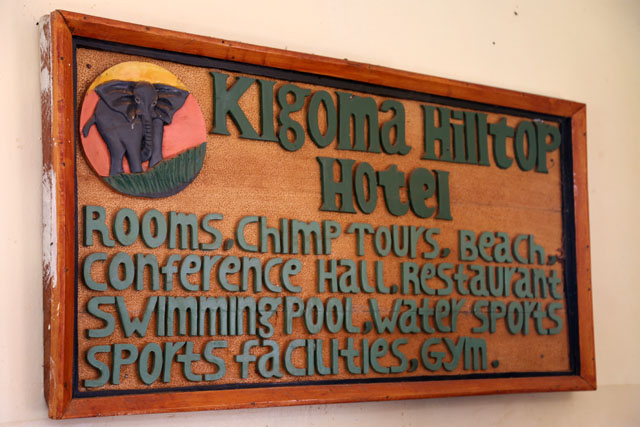 KIgoma HIlltop
HotEl
ROOMS, CHIMP TOURS, BEACH,
CONFERENCE HALL, RESTAURANT
SWIMMING POOL, WATER SPORTS
SPORTS FACILITIES, GYM.